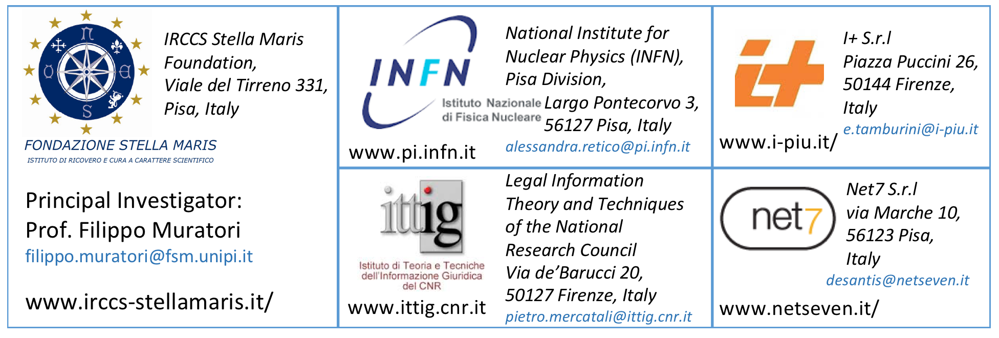 IRCCS Stella Maris
Foundation,
Viale del Tirreno 331,
Pisa, Italy
FONDAZIONE STELLA MARIS
ISTITUTO DI RICOVERO E CURA A CARATTERE SCIENTIFICO
Principal Investigator:
Prof. Filippo Muratori
filippo.muratori@fsm.unipi.it
www.irccs-stellamaris.it/
INFN
Istituto Nazionale
di Fisica Nucleare
National Institute for
Nuclear Physics (INFN),
Pisa Division,
Largo Pontecorvo 3,
56127 Pisa, Italy
alessandra.retico@pi.infn.it
www.pi.infn.it
i+
I+ S.r.l
Piazza Puccini 26,
50144 Firenze,
Italy
e.tamburini@i-piu.it
www.i-piu.it/
ittig
Istituto di Teoria e Tecniche
dell'Informazione Giuridica
del CNR
www.ittig.cnr.it
Legal Information
Theory and Techniques
of the National
Research Council
Via de’Barucci 20,
50127 Firenze, Italy
pietro.mercatali@ittig.cnr.it
net7
Net7 S.r.l
via Marche 10,
56123 Pisa,
Italy
desantis@netseven.it
www.netseven.it/